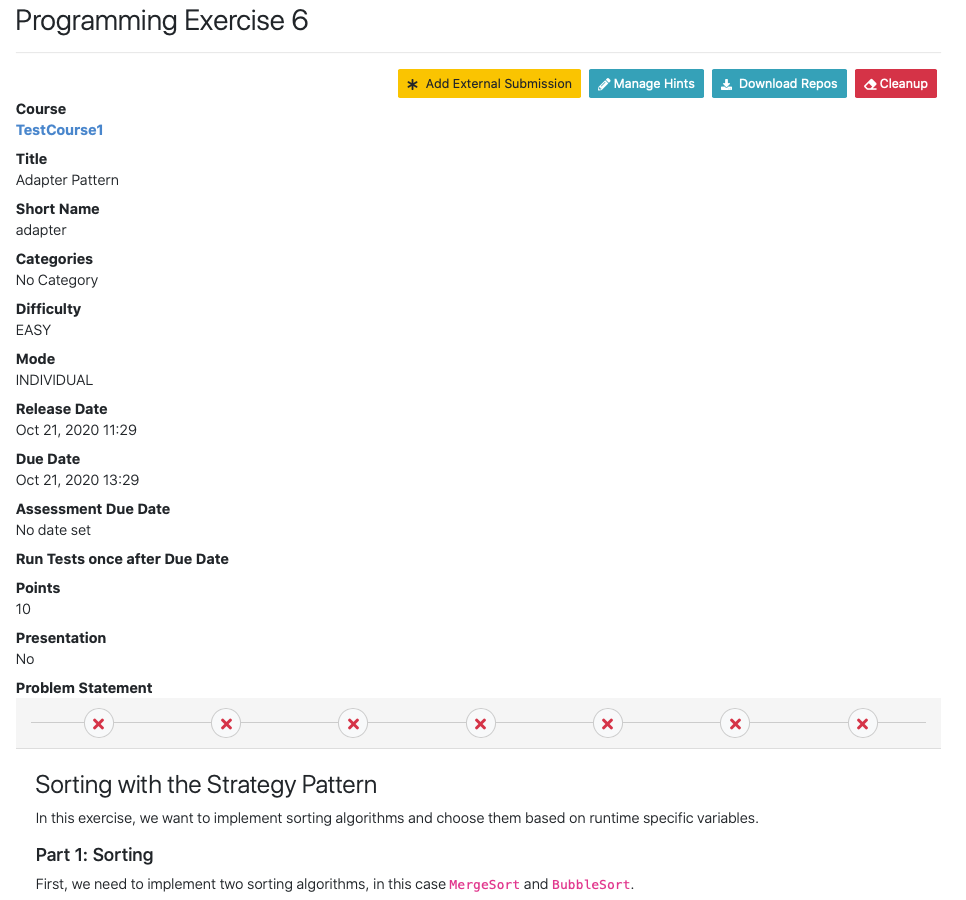 Programming Exercise 6
Add External Submission Manage Hints Download Repos Cleanup
Course
TestCourse1
Title
Adapter Pattern
Short Name
adapter
Categories
No Category
Difficulty
EASY
Mode
INDIVIDUAL
Release Date
Oct 21, 2020 11:29
Due Date
Oct 21, 2020 13:29
Assessment Due Date
No date set
Run Tests once after Due Date
Points
10
Presentation
No
Problem Statement
Sorting with the Strategy Pattern
In this exercise, we want to implement sorting algorithms and choose them based on runtime specific variables.
Part 1: Sorting
First, we need to implement two sorting algorithms, in this case MergeSort and BubbleSort.